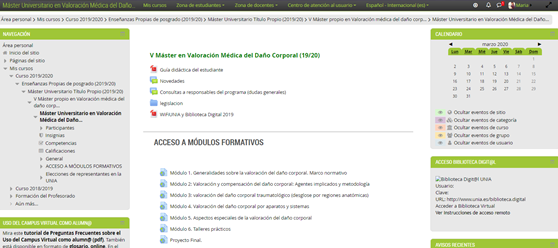 Máster Universitario en Valoración Médica del Daño...
Mis cursos
Zona de estudiantes
Zona de docentes
Centro de atención al usuario
Español - Internacional (es)
María
Área personal > Mis cursos > Curso 2019/2020 > Enseñanzas Propias de posgrado (19/20) > Máster Universitario Título Propio (2019/20) > V Máster propio en valoración médica del daño corp... > Máster Universitario en Valoración Médica del Daño...
NAVEGACIÓN
Área personal
Inicio del sitio
Páginas del sitio
Mis cursos
Curso 2019/2020
Enseñanzas Propias de posgrado (19/20)
Máster Universitario Título Propio (2019/20)
V Máster propio en Valoración médica del
daño corp...
Máster Universitario en Valoración
Médica del Daño...
Participantes
Insignias
Competencias
Calificaciones
General
ACCESO A MÓDULOS FORMATIVOS
Elecciones de representantes en la
UNIA
Curso 2018/2019
Formación del Profesorado
Aún más...
USO DEL CAMPUS VIRTUAL COMO ALUMN@
Mira este tutorial de Preguntas Frecuentes sobre el
Uso del Campus Virtual como alumn@ (pdf). También
está disponible en formato de glosario, online. En el
V Máster en Valoración Médica del Daño Corporal (19/20)
Guía didáctica del estudiante
Novedades
Consultas a responsables del programa (dudas generales)
legislacion
WIFIUNIA y Biblioteca Digital 2019
ACCESO A MÓDULOS FORMATIVOS
Módulo 1: Generalidades sobre la valoración del daño corporal. Marco normativo
Módulo 2: Valoración y compensación del daño corporal: Agentes implicados y metodología
Módulo 3: Valoración del daño corporal traumatológico (desglose por regiones anatómicas)
Módulo 4: Valoración del daño corporal por aparatos y sistemas
Módulo 5: Aspectos especiales de la valoración del daño corporal
Módulo 6: Talleres prácticos
Proyecto Final.
CALENDARIO
◄ marzo 2020 ►
Lun Mar Mié Jue Vie Sáb Dom
1
2 3 4 5 6 7 8
9 10 11 12 13 14 15
16 17 18 19 20 21 22
23 24 25 26 27 28 29
30 31
Ocultar eventos de sitio
Ocultar eventos de categoría
Ocultar eventos de curso
Ocultar eventos de grupo
Ocultar eventos de usuario
ACCESO BIBLIOTECA DIGIT@L
Biblioteca Digit@l UNIA
Usuario:
Clave:
URL: http://www.unia.es/biblioteca-digital
Acceder a Biblioteca Virtual
Ver instrucciones de acceso remoto
AVISOS RECIENTES